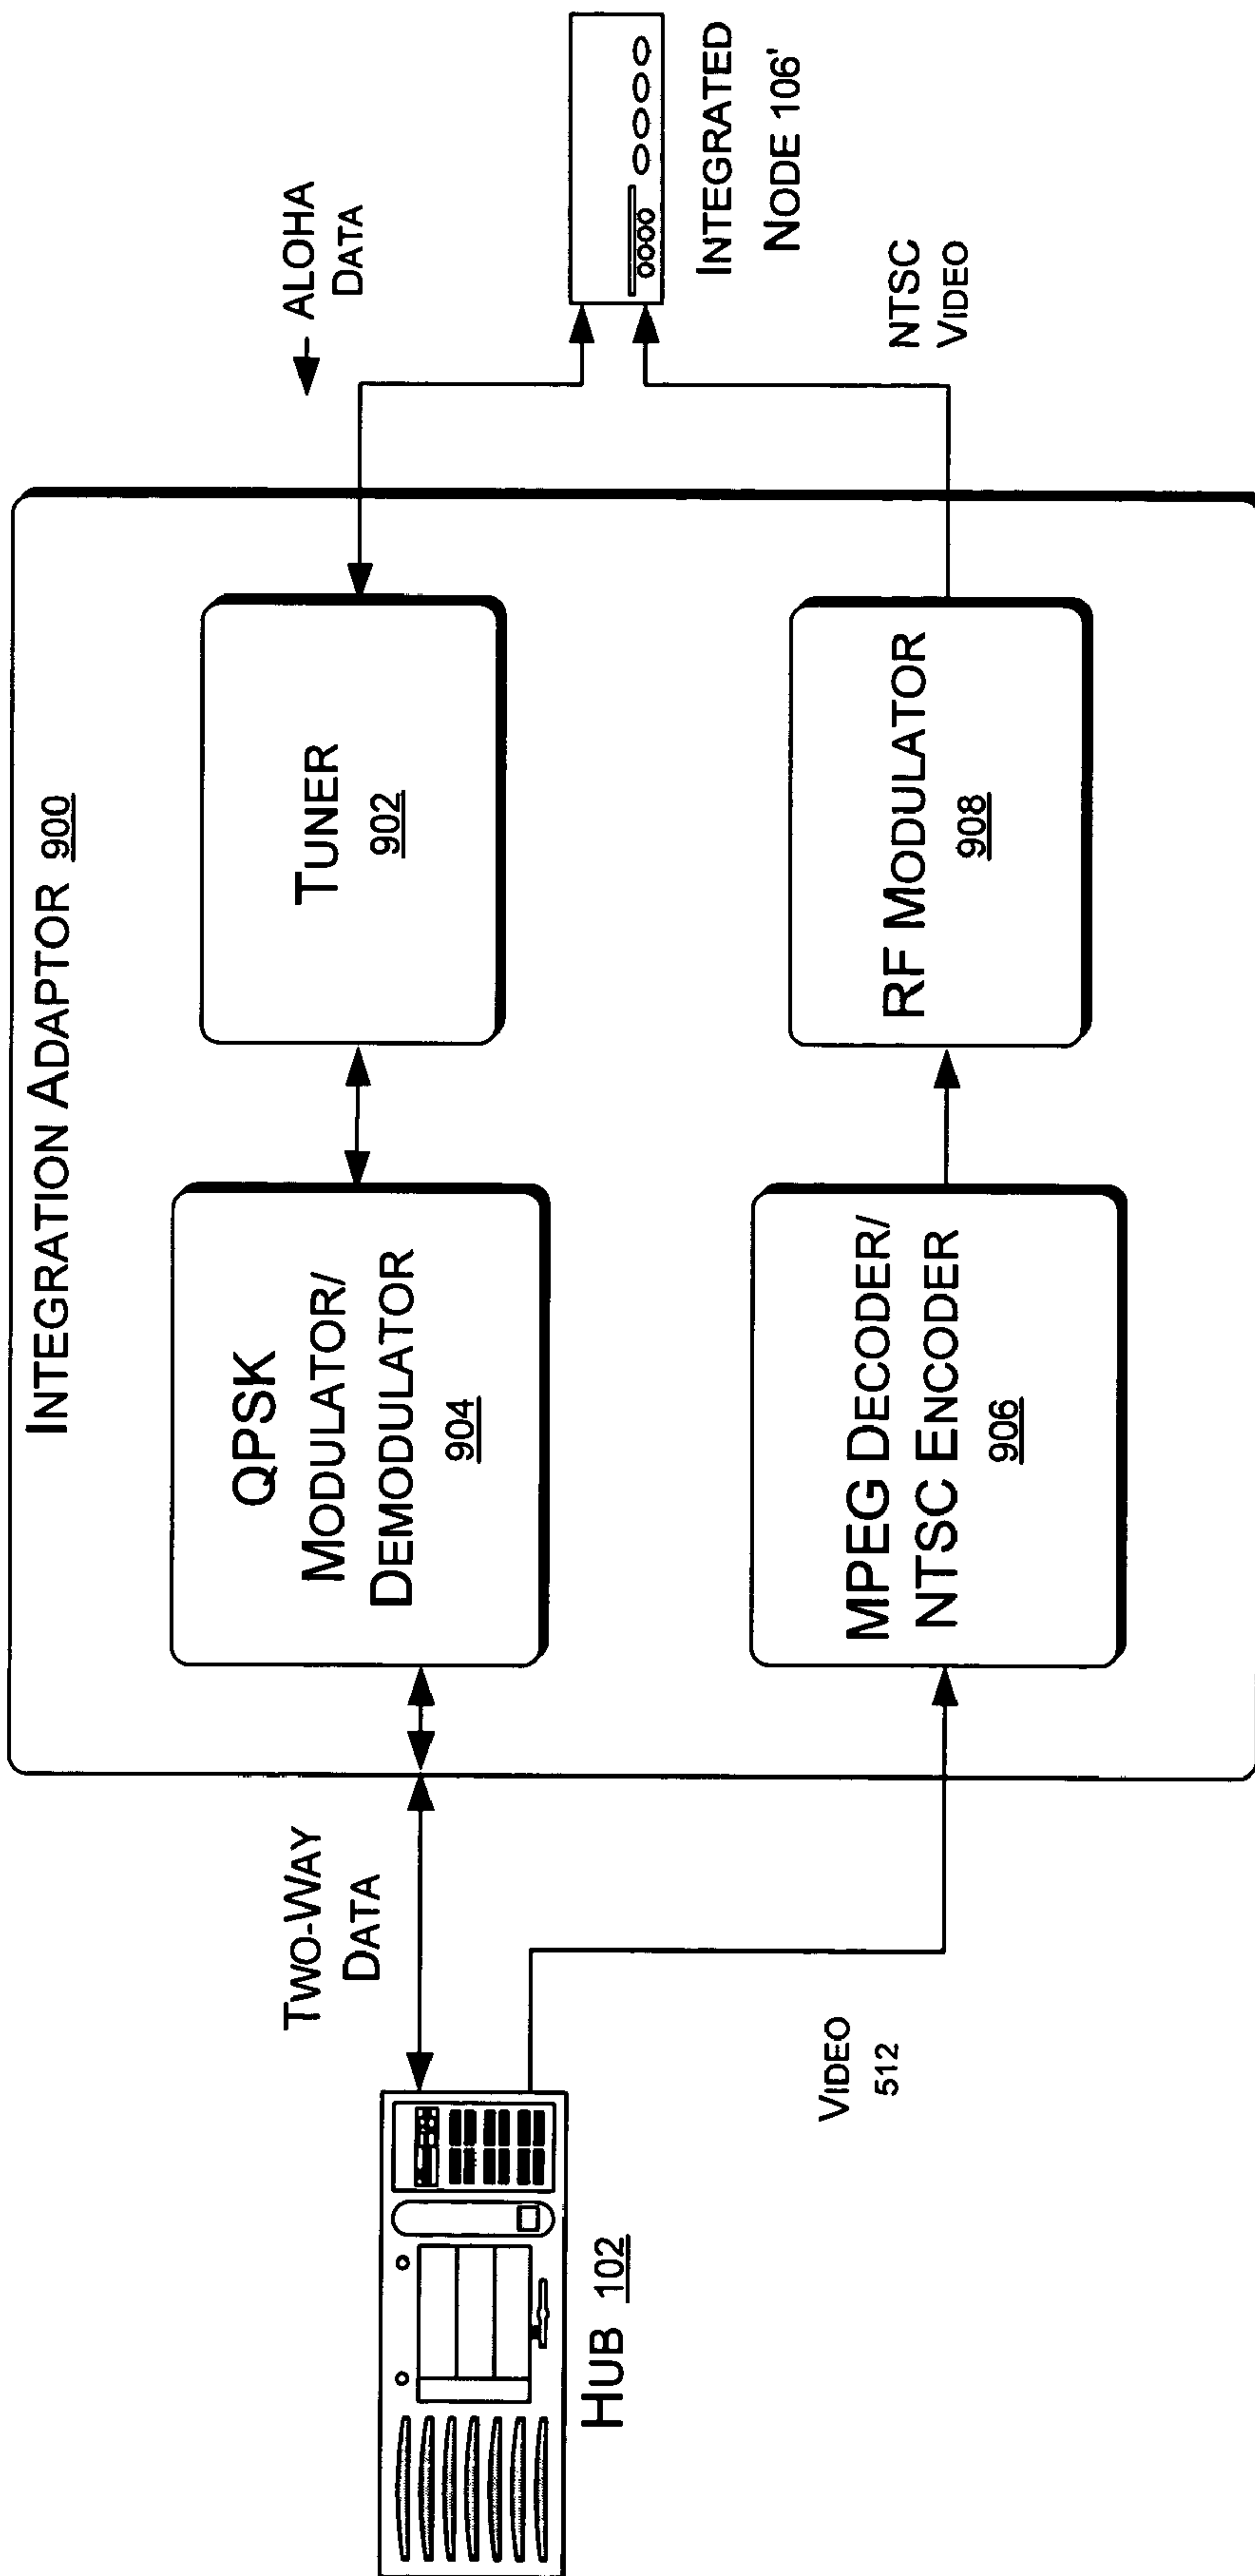 INTEGRATION ADAPTOR 900
HUB 102
TWO-WAY
DATA
VIDEO
512
QPSK
MODULATOR/
DEMODULATOR
904
TUNER
902
MPEG DECODER/
NTSC ENCODER
906
RF MODULATOR
908
ALOHA
DATA
INTEGRATED
NODE 106'
NTSC
VIDEO